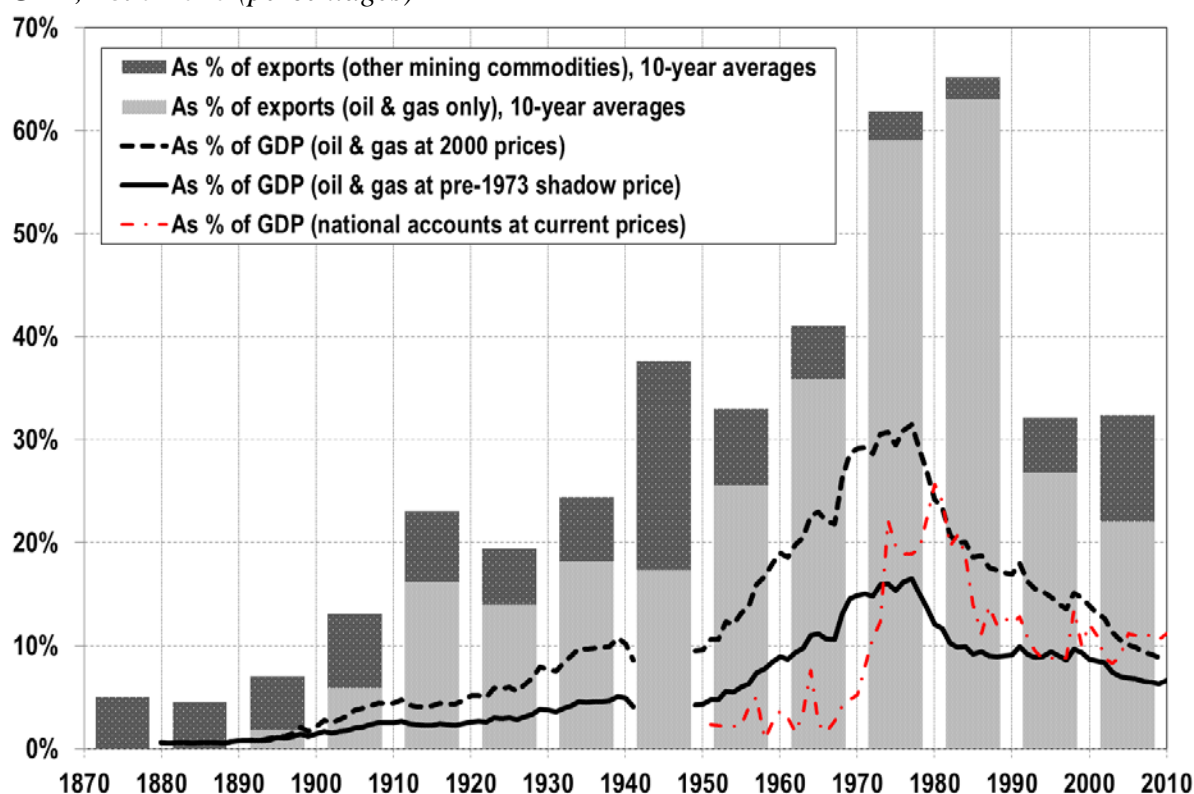 (percentages)
70%
60%
50%
40%
30%
20%
10%
0%
As % of exports (other mining commodities), 10-year averages
As % of exports (oil & gas only), 10-year averages
As % of GDP (oil & gas at 2000 prices)
As % of GDP (oil & gas at pre-1973 shadow price)
As % of GDP (national accounts at current prices)
1870 1880 1890 1900 1910 1920 1930 1940 1950 1960 1970 1980 1990 2000 2010